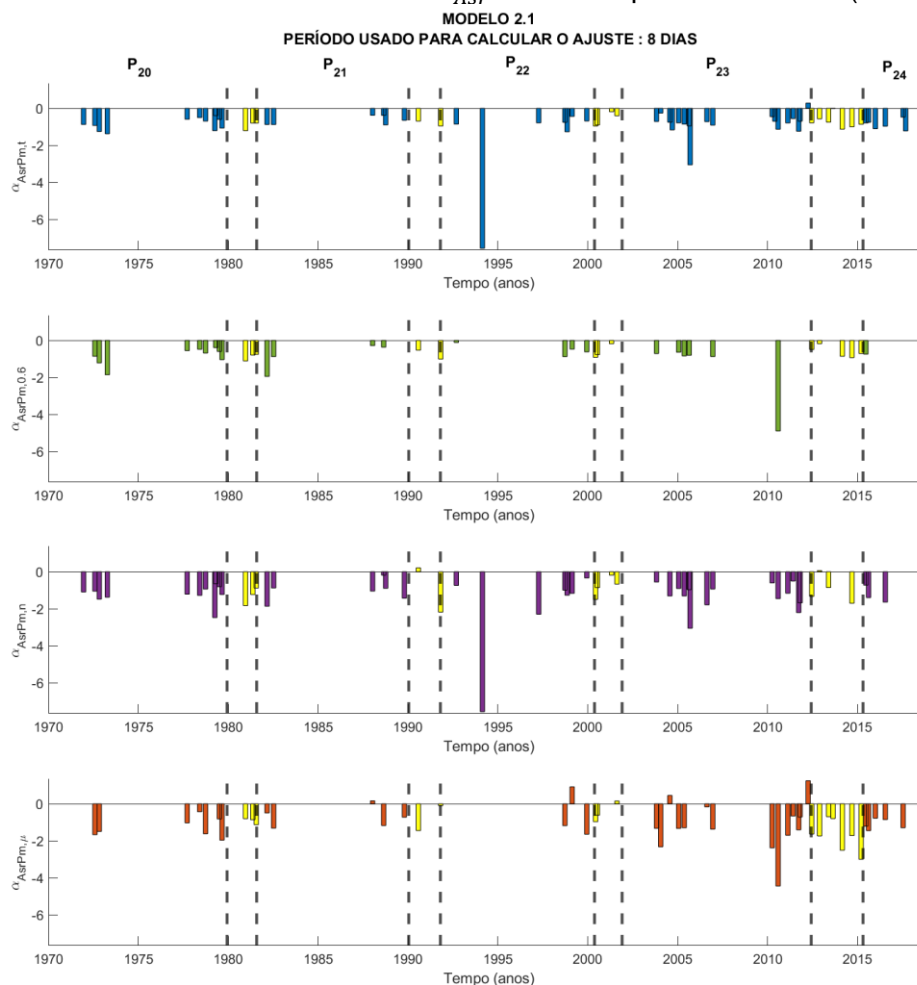 MODELO 2.1
PERÍODO USADO PARA CALCULAR O AJUSTE : 8 DIAS
P20 P21 P22 P23 P24
0
-2
-4
-6
αAsrPm,t
1970 1975 1980 1985 1990 1995 2000 2005 2010 2015
Tempo (anos)
0
-2
-4
-6
αAsrPm,0.6
1970 1975 1980 1985 1990 1995 2000 2005 2010 2015
Tempo (anos)
0
-2
-4
-6
αAsrPm,n
1970 1975 1980 1985 1990 1995 2000 2005 2010 2015
Tempo (anos)
0
-2
-4
-6
αAsrPm,μ
1970 1975 1980 1985 1990 1995 2000 2005 2010 2015
Tempo (anos)